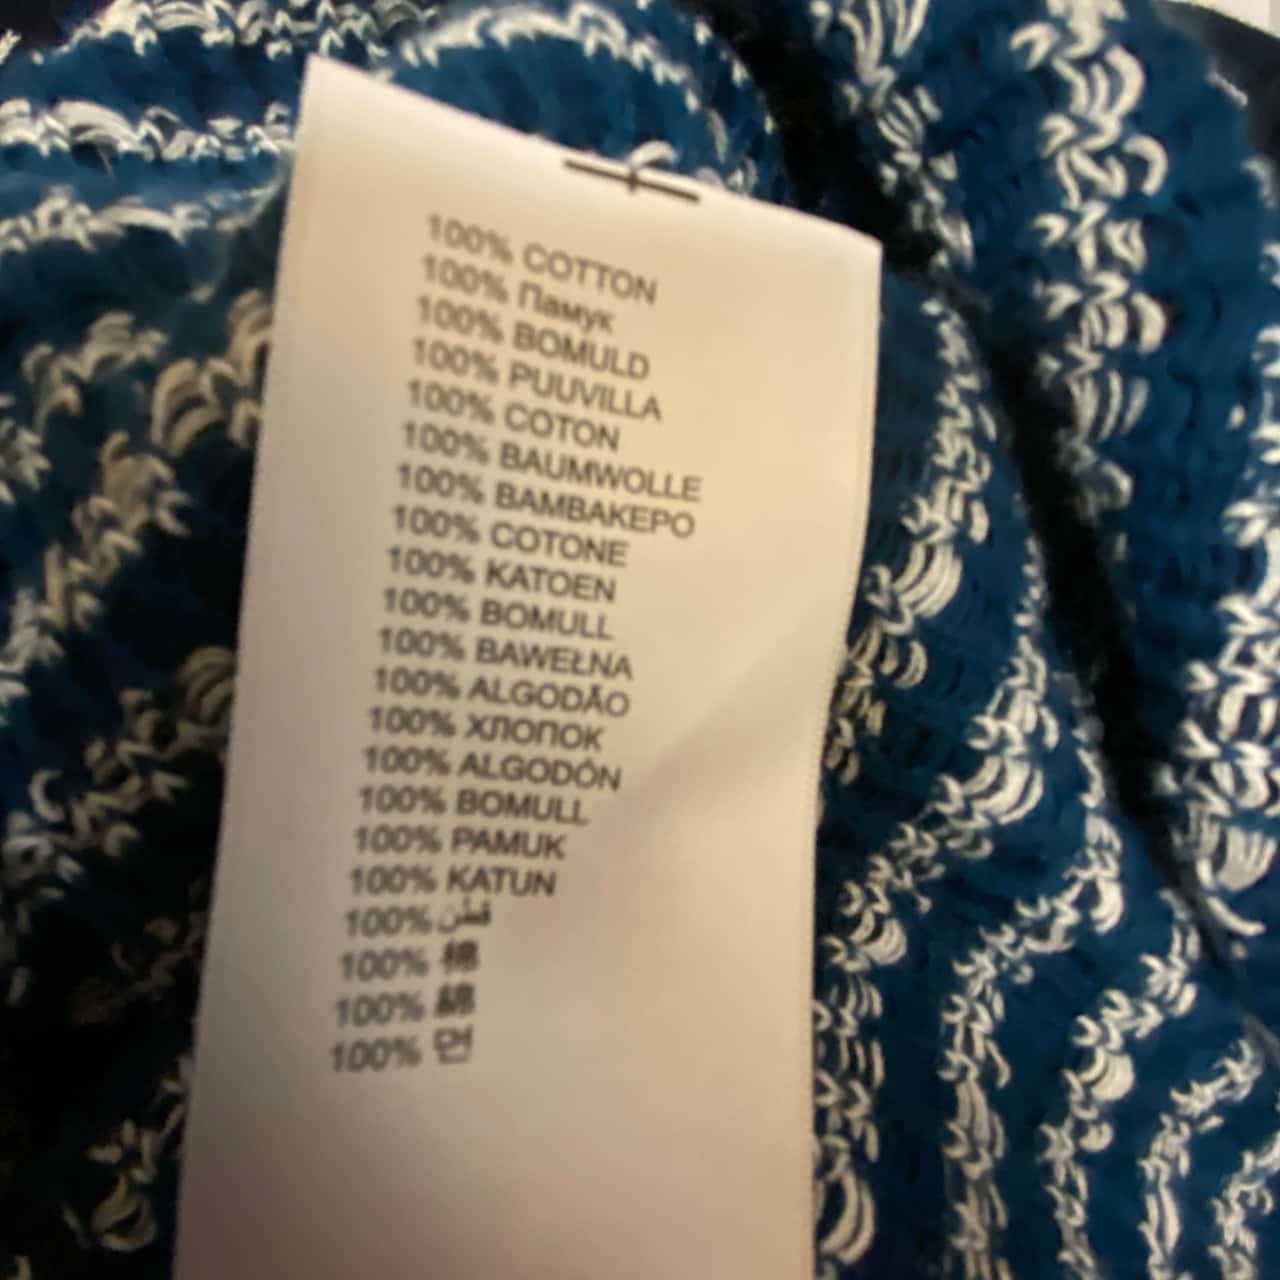 100% COTTON
100% Памук
100% BOMULD
100% PUUVILLA
100% COTON
100% BAUMWOLLE
100% BAMBAKEPO
100% COTONE
100% KATOEN
100% BOMULL
100% BAWEŁNA
100% ALGODÃO
100% ХЛОПОК
100% ALGODÓN
100% BOMULL
100% PAMUK
100% KATUN
100% قطن
100% 棉
100% 綿
100% 면